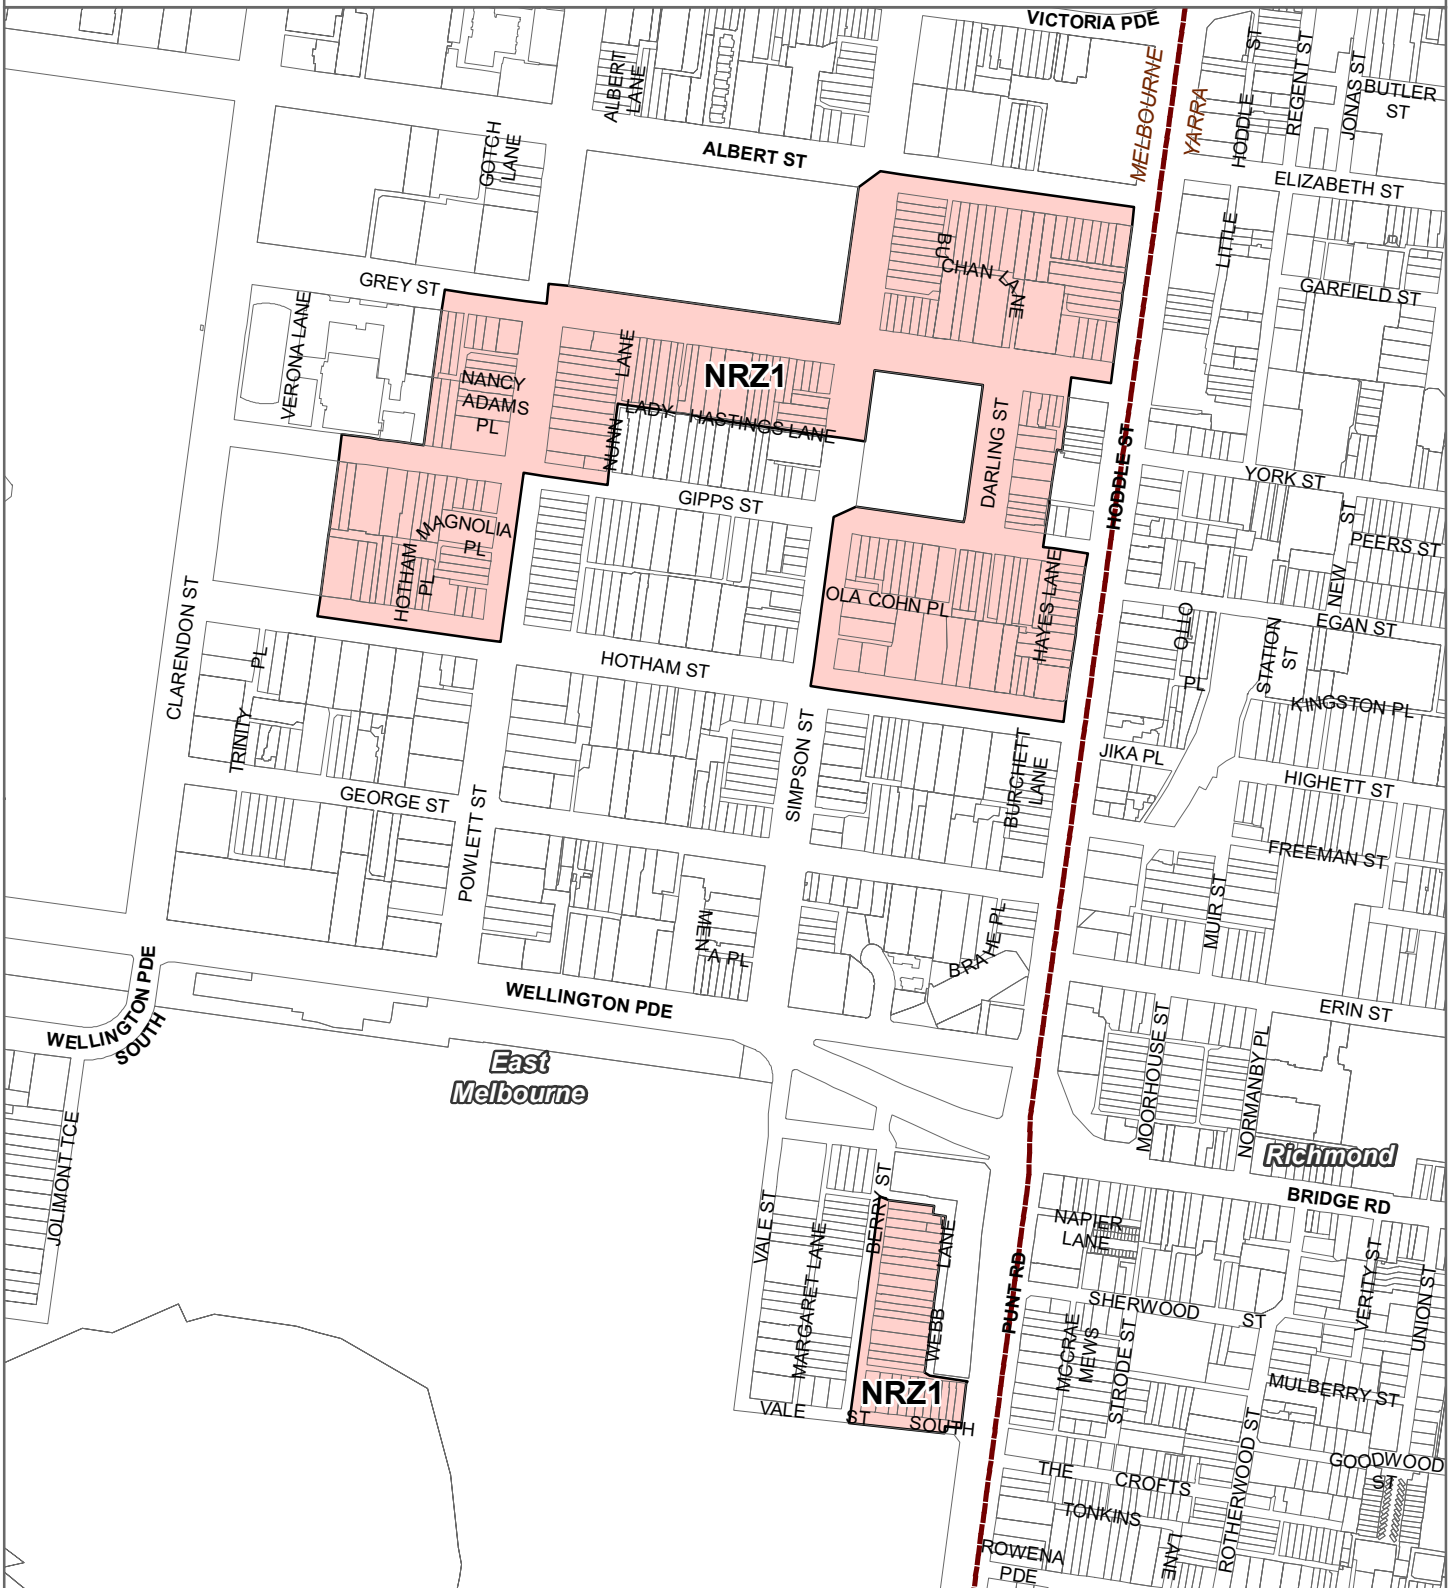 VICTORIA PDE
ALBERT
LANE
MELBOURNE
YARRA
HODDLE ST
REGENT ST
JONAS ST
BUTLER
ST
GOTCH
LANE
ALBERT ST
ELIZABETH ST
LITTLE
BUCHAN LANE
GREY ST
GARFIELD ST
VERONA LANE
NUNN LANE
NRZ1
NANCY
ADAMS
PL
LADY HASTINGS LANE
DARLING ST
HODDLE ST
YORK ST
GIPPS ST
MAGNOLIA
PL
NEW ST
PEERS ST
HOTHAM
PL
OLA COHN PL
HAYES LANE
OTTO PL
EGAN ST
STATION
ST
CLARENDON ST
TRINITY PL
HOTHAM ST
KINGSTON PL
SIMPSON ST
BURCHETT
LANE
JIKA PL
HIGHETT ST
GEORGE ST
POWLETT ST
FREEMAN ST
MUIR ST
MENA PL
BRAHE PL
WELLINGTON PDE
WELLINGTON PDE
SOUTH
ERIN ST
East
Melbourne
MOORHOUSE ST
NORMANBY PL
JOLIMONT TCE
Richmond
BRIDGE RD
VALE ST
MARGARET LANE
BERRY ST
WEBB LANE
NAPIER
LANE
PUNT RD
SHERWOOD ST
VERITY ST
UNION ST
MCCRAE
MEWS
STRODE ST
NRZ1
MULBERRY ST
VALE ST SOUTH
ROTHERWOOD ST
GOODWOOD
ST
THE CROFTS
TONKINS LANE
ROWENA
PDE